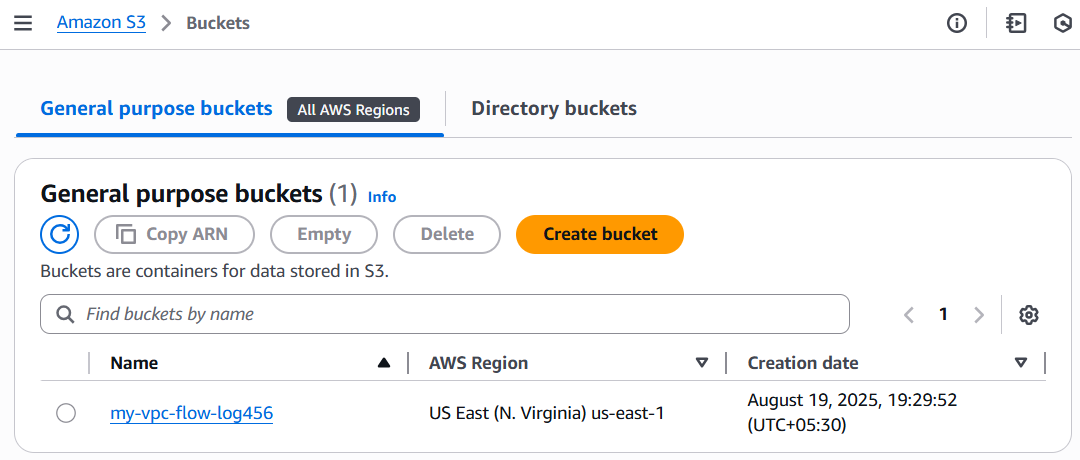 Amazon S3 > Buckets
General purpose buckets All AWS Regions Directory buckets
General purpose buckets (1) Info
Copy ARN Empty Delete Create bucket
Buckets are containers for data stored in S3.
Find buckets by name 1
Name AWS Region Creation date
my-vpc-flow-log456 US East (N. Virginia) us-east-1 August 19, 2025, 19:29:52
(UTC+05:30)